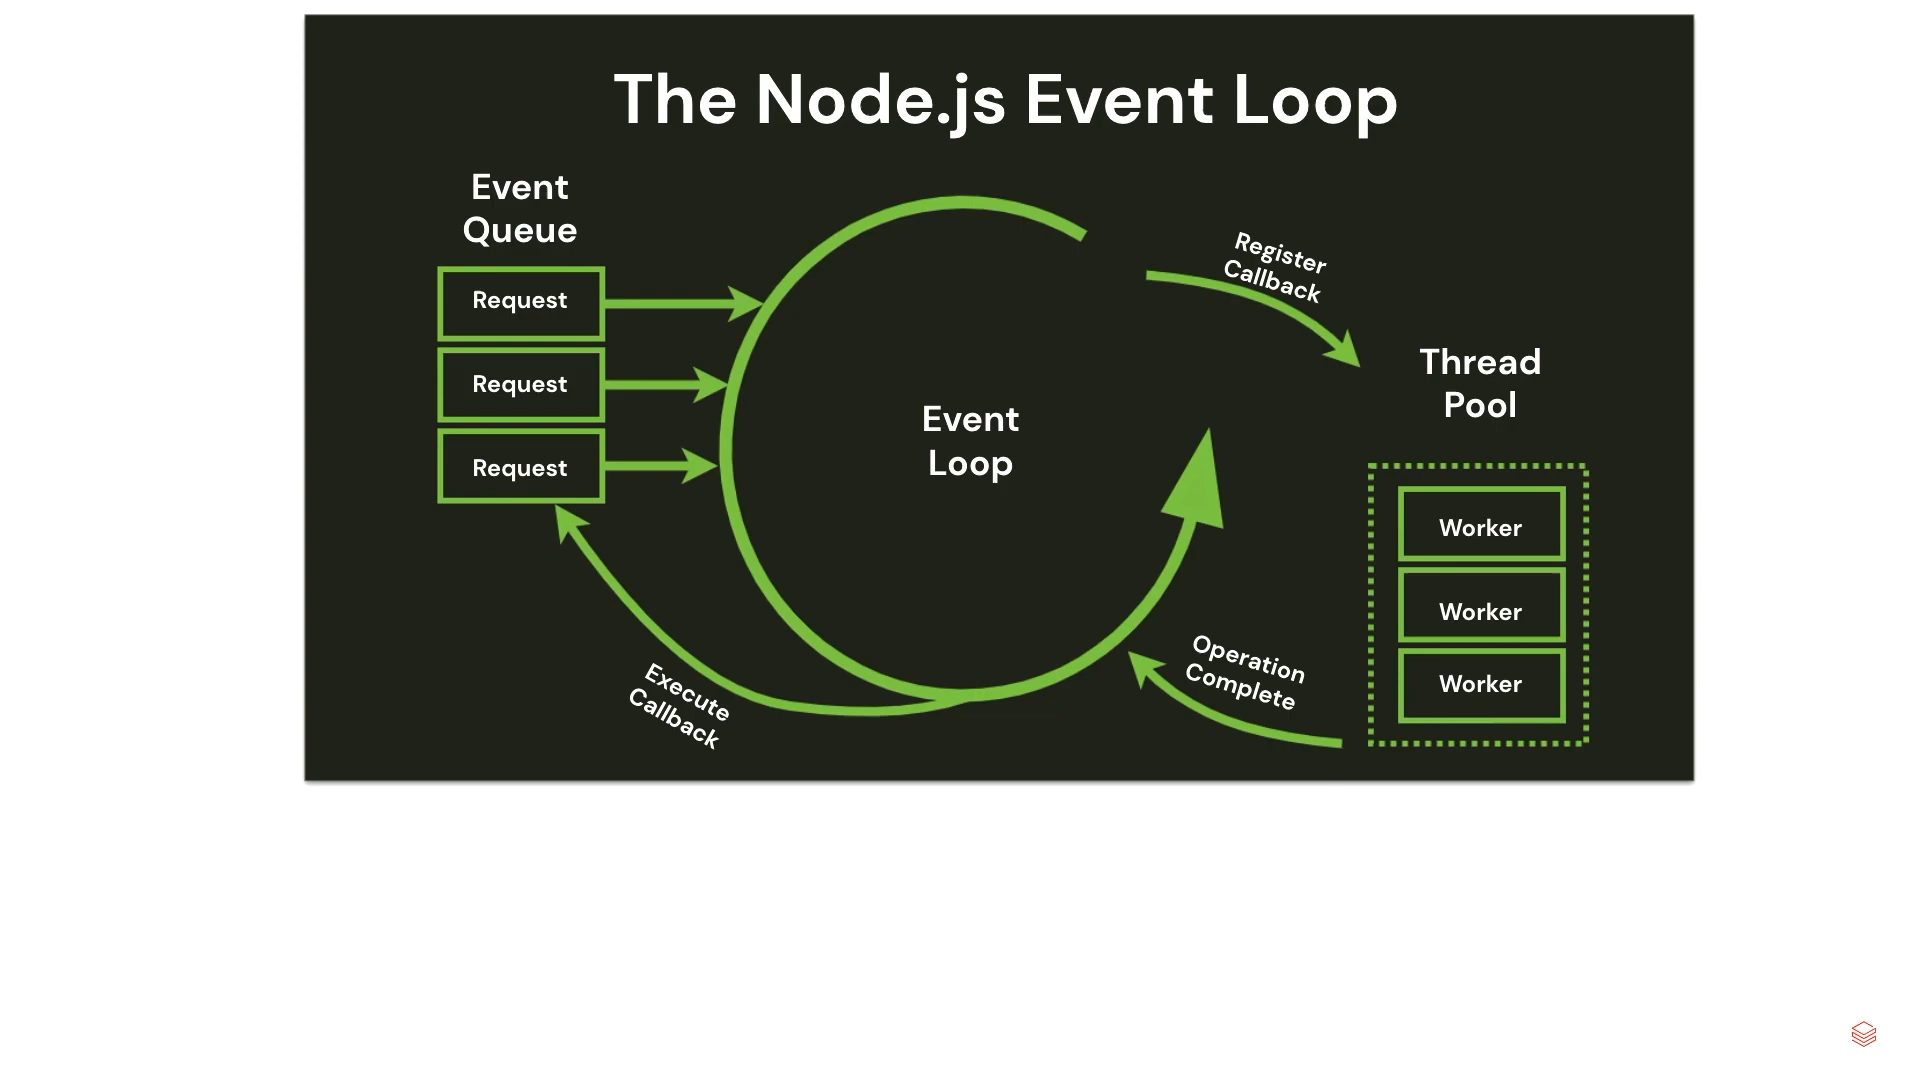 The Node.js Event Loop
Event
Queue
Request
Request
Request
Event
Loop
Register
Callback
Thread
Pool
Worker
Worker
Worker
Operation
Complete
Execute
Callback